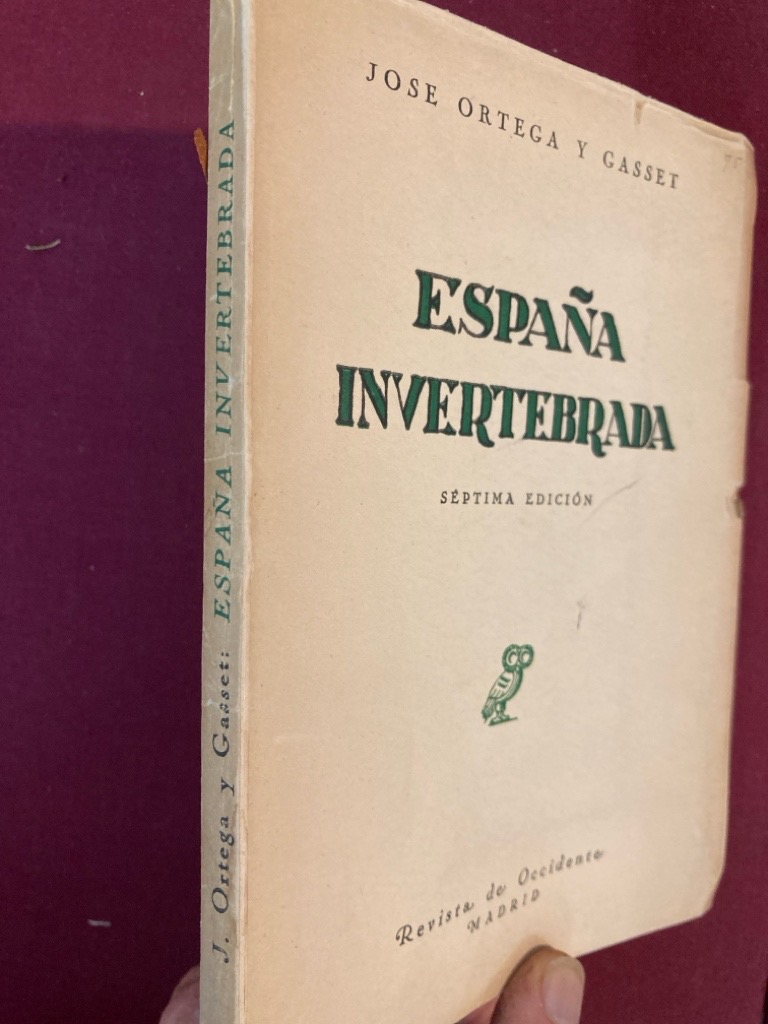 JOSE ORTEGA Y GASSET
ESPAÑA
INVERTEBRADA
SÉPTIMA EDICIÓN
Revista de Occidente
MADRID
J. Ortega y Gasset: ESPAÑA INVERTEBRADA